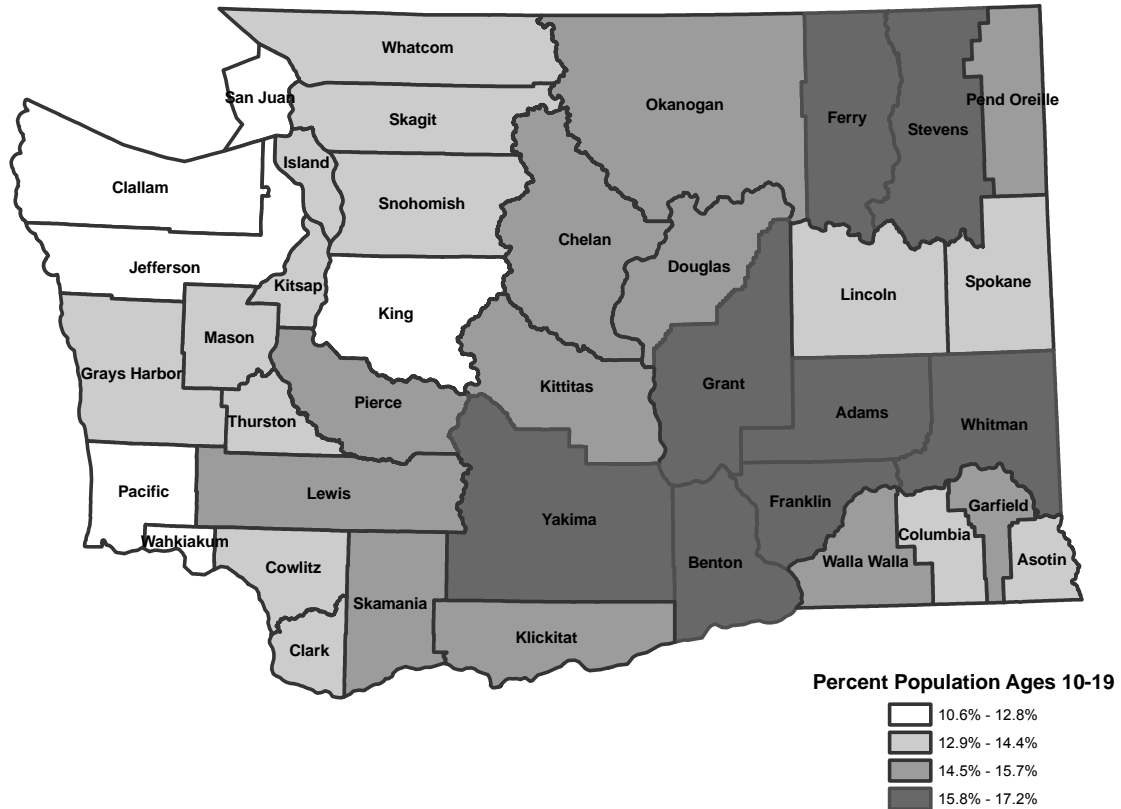 Whatcom
San Juan
Okanogan
Pend Oreille
Skagit
Ferry
Stevens
Island
Clallam
Snohomish
Chelan
Jefferson
Douglas
Kitsap
Lincoln
Spokane
King
Mason
Grays Harbor
Kittitas
Grant
Pierce
Adams
Thurston
Whitman
Pacific
Lewis
Franklin
Garfield
Yakima
Wahkiakum
Columbia
Cowlitz
Benton
Walla Walla
Asotin
Skamania
Klickitat
Clark
Percent Population Ages 10-19
10.6% - 12.8%
12.9% - 14.4%
14.5% - 15.7%
15.8% - 17.2%